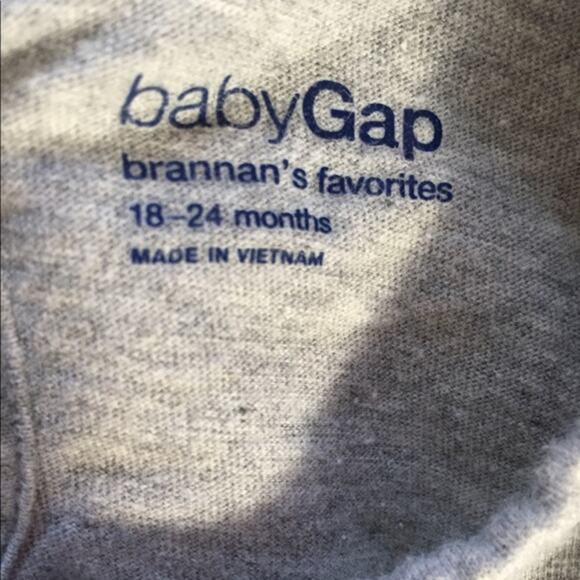 babyGap
brannan's favorites
18-24 months
MADE IN VIETNAM